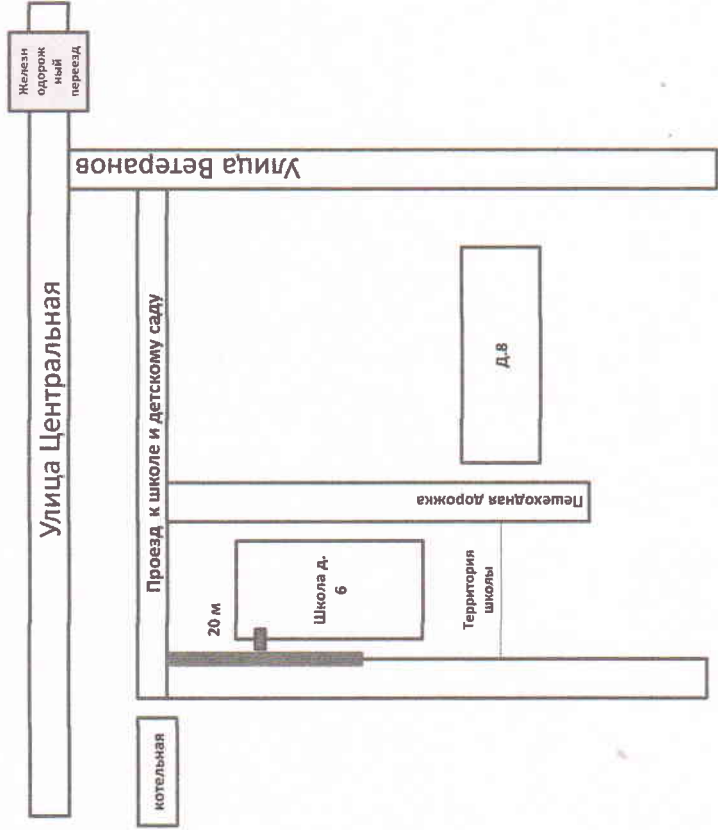 Железн
одорож
ный
переезд
Улица Центральная
Улица Ветеранов
Проезд к школе и детскому саду
Пешеходная дорожка
Д.8
20 м
Школа д.
6
Территория
школы
котельная